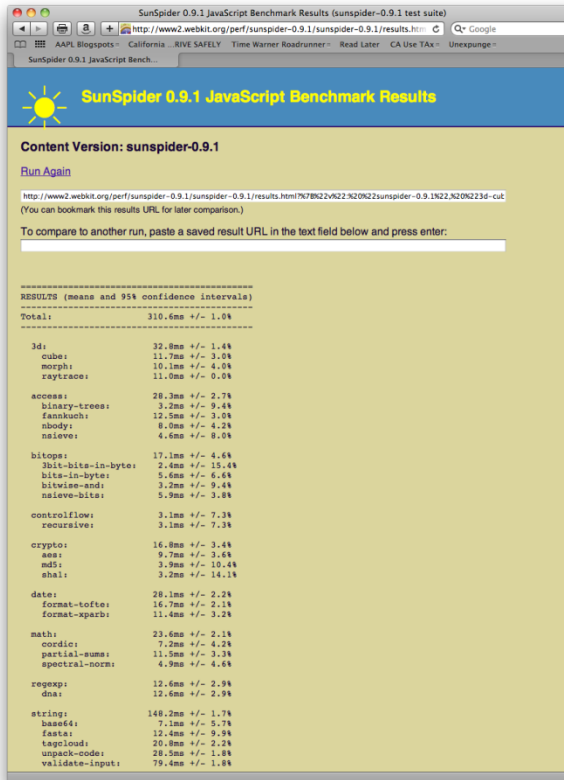 SunSpider 0.9.1 JavaScript Benchmark Results (sunspider-0.9.1 test suite)
http://www2.webkit.org/perf/sunspider-0.9.1/sunspider-0.9.1/results.htm
Google
AAPL Blogspots California ...RIVE SAFELY Time Warner Roadrunner Read Later CA Use TAx Unexpunge
SunSpider 0.9.1 JavaScript Bench...
SunSpider 0.9.1 JavaScript Benchmark Results
Content Version: sunspider-0.9.1
Run Again
http://www2.webkit.org/perf/sunspider-0.9.1/sunspider-0.9.1/results.html?%7B%22v%22:%20%22sunspider-0.9.1%22,%20%223d-cub
(You can bookmark this results URL for later comparison.)
To compare to another run, paste a saved result URL in the text field below and press enter:
============================================
RESULTS (means and 95% confidence intervals)
--------------------------------------------
Total: 310.6ms +/- 1.0%
--------------------------------------------
3d: 32.8ms +/- 1.4%
cube: 11.7ms +/- 3.0%
morph: 10.1ms +/- 4.0%
raytrace: 11.0ms +/- 0.0%
access: 28.3ms +/- 2.7%
binary-trees: 3.2ms +/- 9.4%
fannkuch: 12.5ms +/- 3.0%
nbody: 8.0ms +/- 4.2%
nsieve: 4.6ms +/- 8.0%
bitops: 17.1ms +/- 4.6%
3bit-bits-in-byte: 2.4ms +/- 15.4%
bits-in-byte: 5.6ms +/- 6.6%
bitwise-and: 3.2ms +/- 9.4%
nsieve-bits: 5.9ms +/- 3.8%
controlflow: 3.1ms +/- 7.3%
recursive: 3.1ms +/- 7.3%
crypto: 16.8ms +/- 3.4%
aes: 9.7ms +/- 3.6%
md5: 3.9ms +/- 10.4%
sha1: 3.2ms +/- 14.1%
date: 28.1ms +/- 2.2%
format-tofte: 16.7ms +/- 2.1%
format-xparb: 11.4ms +/- 3.2%
math: 23.6ms +/- 2.1%
cordic: 7.2ms +/- 4.2%
partial-sums: 11.5ms +/- 3.3%
spectral-norm: 4.9ms +/- 4.6%
regexp: 12.6ms +/- 2.9%
dna: 12.6ms +/- 2.9%
string: 148.2ms +/- 1.7%
base64: 7.1ms +/- 5.7%
fasta: 12.4ms +/- 9.9%
tagcloud: 20.8ms +/- 2.2%
unpack-code: 28.5ms +/- 1.8%
validate-input: 79.4ms +/- 1.8%